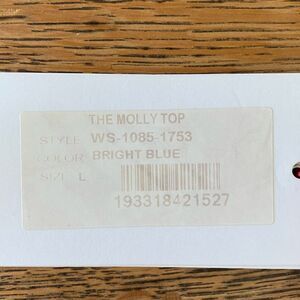 THE MOLLY TOP
STYLE WS-1085-1753
COLOR BRIGHT BLUE
SIZE L
193318421527